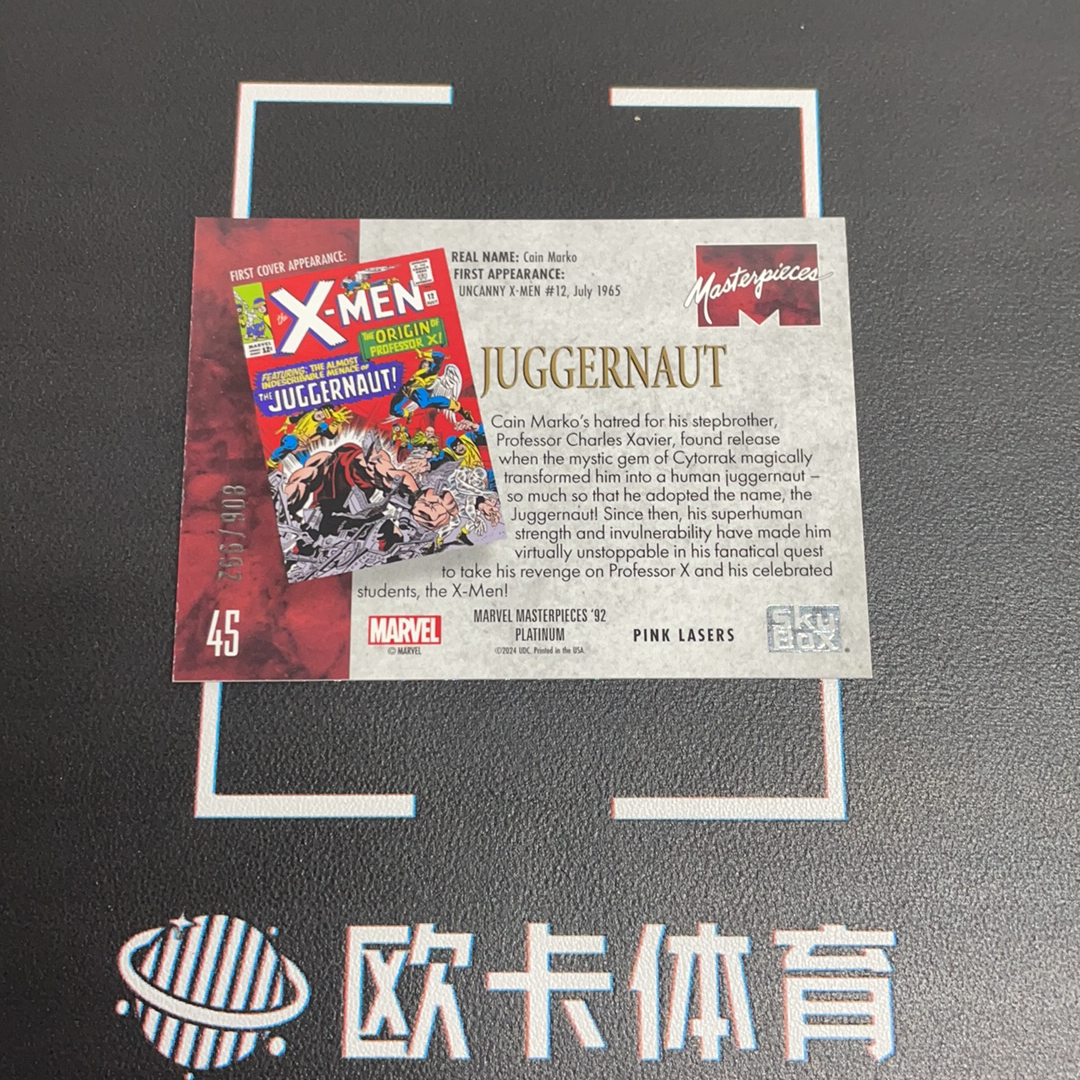 FIRST COVER APPEARANCE:
the X-MEN
12
MARVEL
THE ORIGIN OF
PROFESSOR X!
FEATURING: THE ALMOST
INDESCRIBABLE MENACE OF
THE JUGGERNAUT!
REAL NAME: Cain Marko
FIRST APPEARANCE:
UNCANNY X-MEN #12, July 1965
Masterpieces
M
JUGGERNAUT
Cain Marko's hatred for his stepbrother,
Professor Charles Xavier, found release
when the mystic gem of Cytorrak magically
transformed him into a human juggernaut –
so much so that he adopted the name, the
Juggernaut! Since then, his superhuman
strength and invulnerability have made him
virtually unstoppable in his fanatical quest
to take his revenge on Professor X and his celebrated
students, the X-Men!
45
MARVEL
© MARVEL
MARVEL MASTERPIECES '92
PLATINUM
©2024 UDC. Printed in the USA.
PINK LASERS
SkyBox
欧卡体育